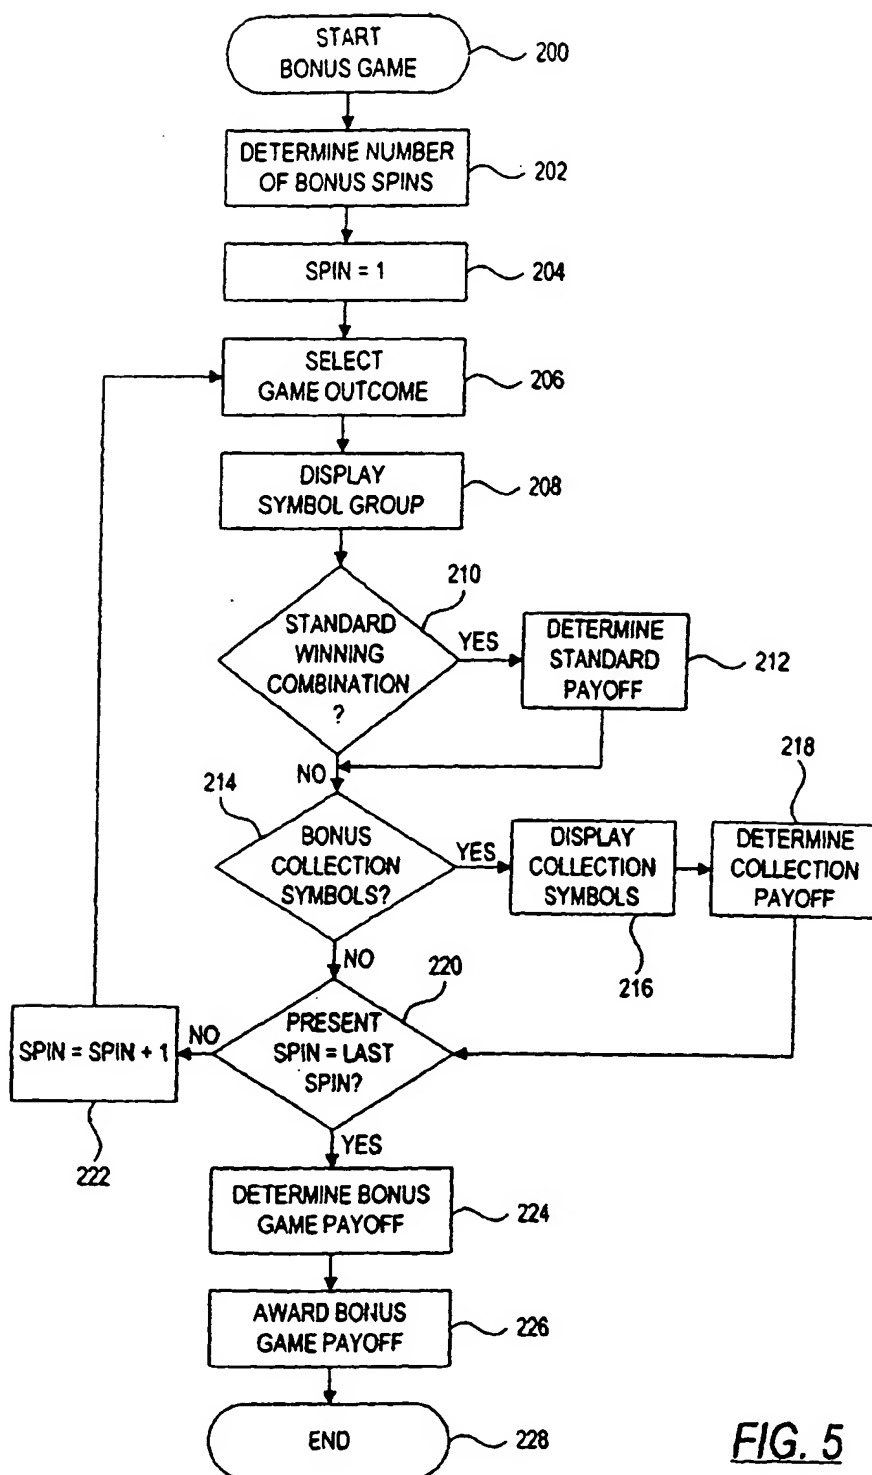 START
BONUS GAME
200
DETERMINE NUMBER
OF BONUS SPINS
202
SPIN = 1
204
SELECT
GAME OUTCOME
206
DISPLAY
SYMBOL GROUP
208
210
STANDARD
WINNING
COMBINATION
?
YES
DETERMINE
STANDARD
PAYOFF
212
NO
214
BONUS
COLLECTION
SYMBOLS?
YES
DISPLAY
COLLECTION
SYMBOLS
216
218
DETERMINE
COLLECTION
PAYOFF
NO
220
PRESENT
SPIN = LAST
SPIN?
NO
SPIN = SPIN + 1
222
YES
DETERMINE BONUS
GAME PAYOFF
224
AWARD BONUS
GAME PAYOFF
226
END
228
FIG. 5